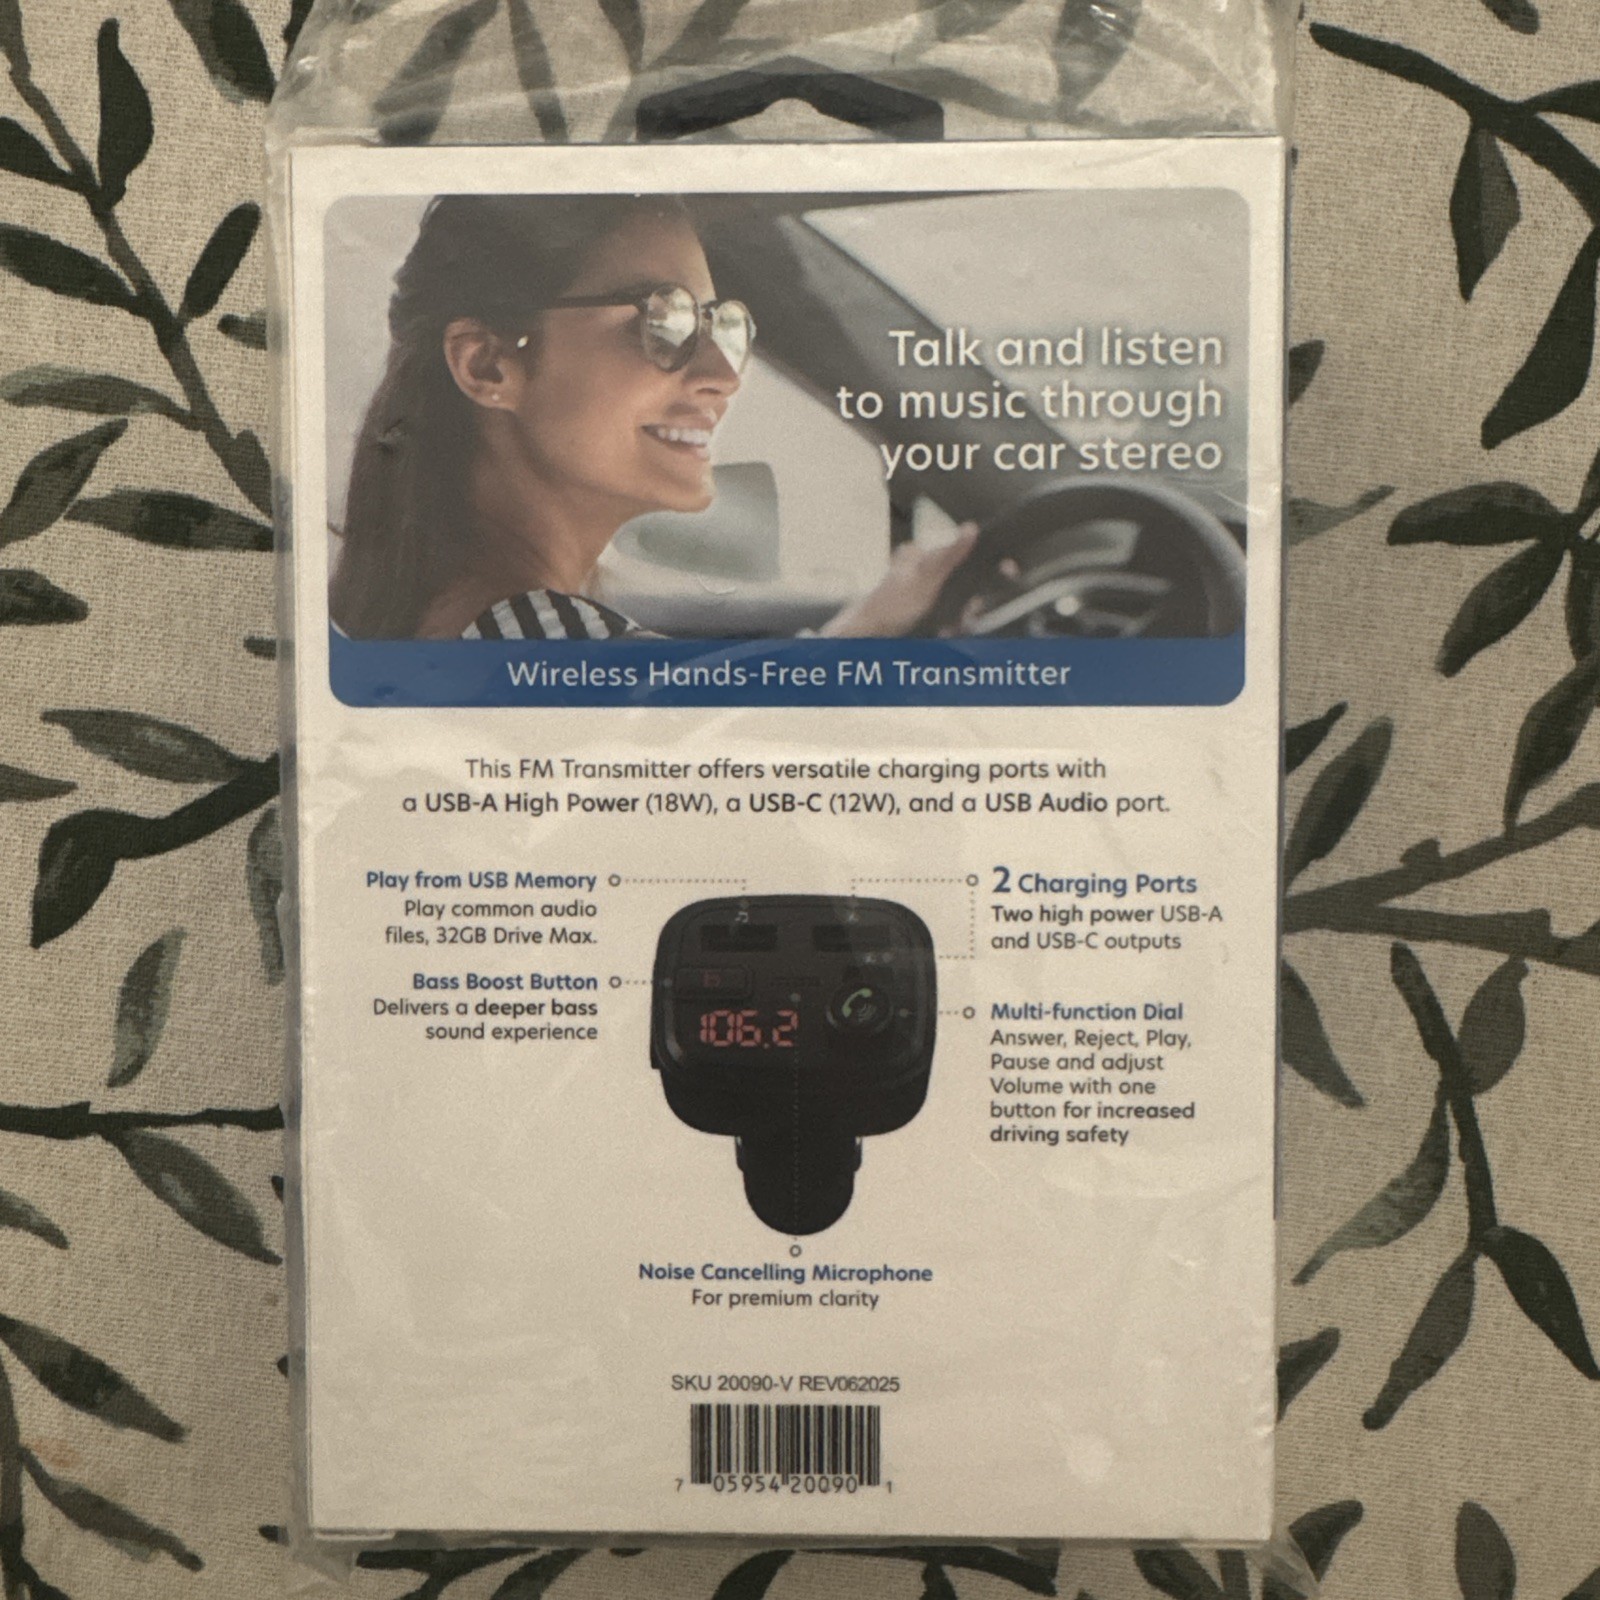 Talk and listen
to music through
your car stereo
Wireless Hands-Free FM Transmitter
This FM Transmitter offers versatile charging ports with
a USB-A High Power (18W), a USB-C (12W), and a USB Audio port.
Play from USB Memory
Play common audio
files, 32GB Drive Max.
Bass Boost Button
Delivers a deeper bass
sound experience
2 Charging Ports
Two high power USB-A
and USB-C outputs
Multi-function Dial
Answer, Reject, Play,
Pause and adjust
Volume with one
button for increased
driving safety
B
106.2
Noise Cancelling Microphone
For premium clarity
SKU 20090-V REV062025
7 05954 20090 1